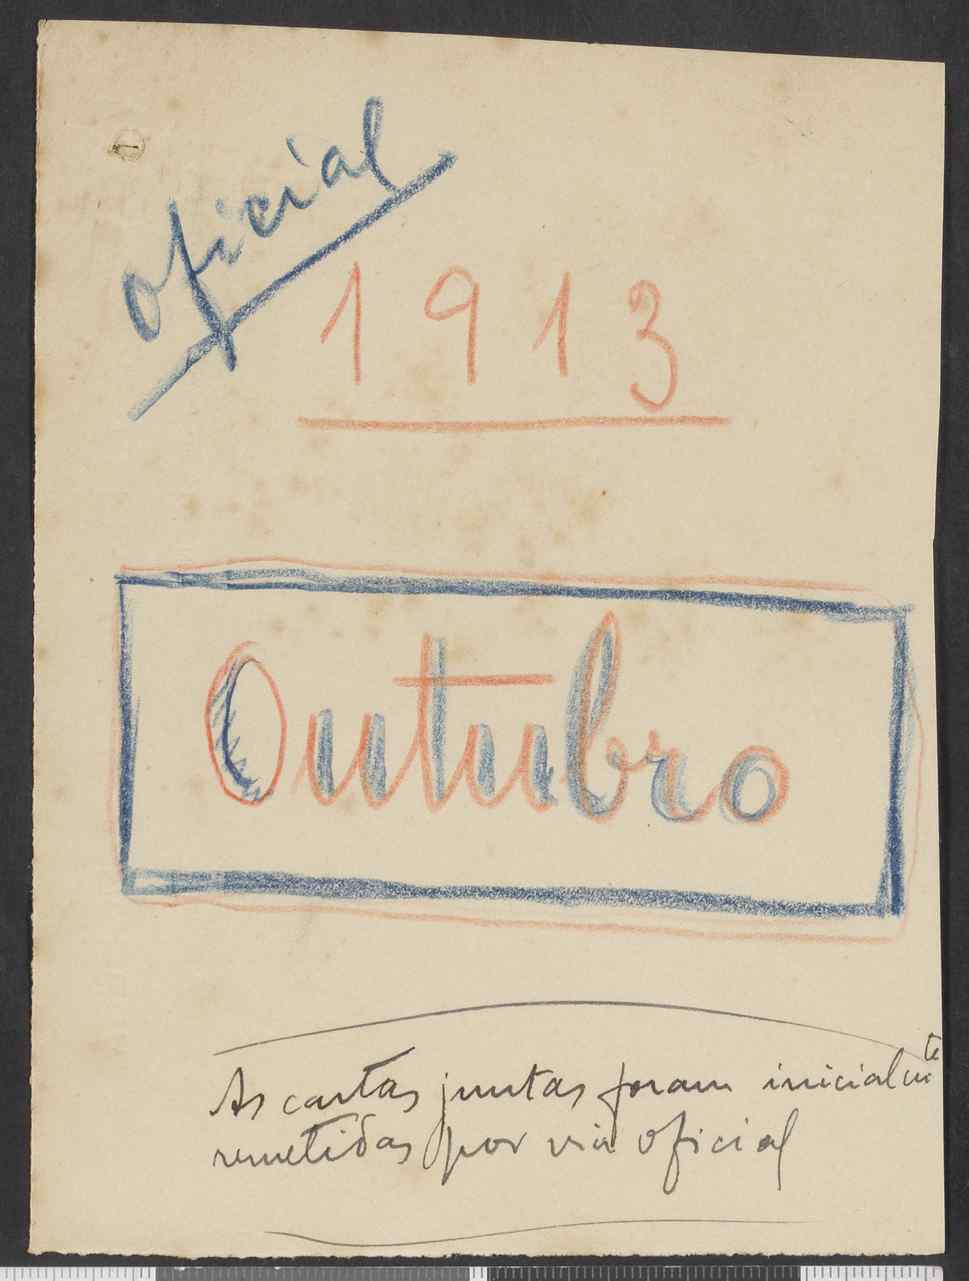 Oficial
1913
Outubro
As cartas juntas foram inicialmte
remetidas por via oficial